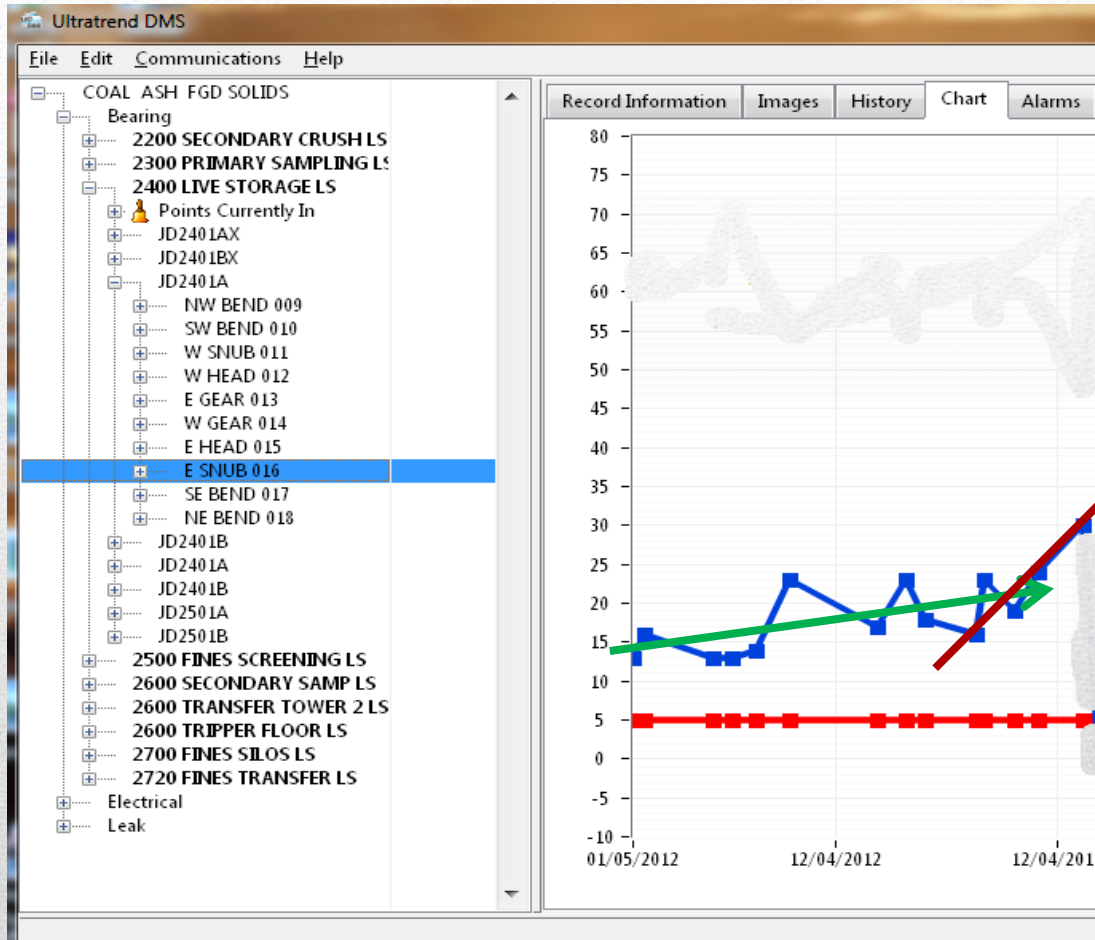 Ultratrend DMS
File Edit Communications Help
COAL ASH FGD SOLIDS
Bearing
2200 SECONDARY CRUSH LS
2300 PRIMARY SAMPLING LS
2400 LIVE STORAGE LS
Points Currently In
JD2401AX
JD2401BX
JD2401A
NW BEND 009
SW BEND 010
W SNUB 011
W HEAD 012
E GEAR 013
W GEAR 014
E HEAD 015
E SNUB 016
SE BEND 017
NE BEND 018
JD2401B
JD2401A
JD2401B
JD2501A
JD2501B
2500 FINES SCREENING LS
2600 SECONDARY SAMP LS
2600 TRANSFER TOWER 2 LS
2600 TRIPPER FLOOR LS
2700 FINES SILOS LS
2720 FINES TRANSFER LS
Electrical
Leak
Record Information Images History Chart Alarms
80
75
70
65
60
55
50
45
40
35
30
25
20
15
10
5
0
-5
-10
01/05/2012 12/04/2012 12/04/201